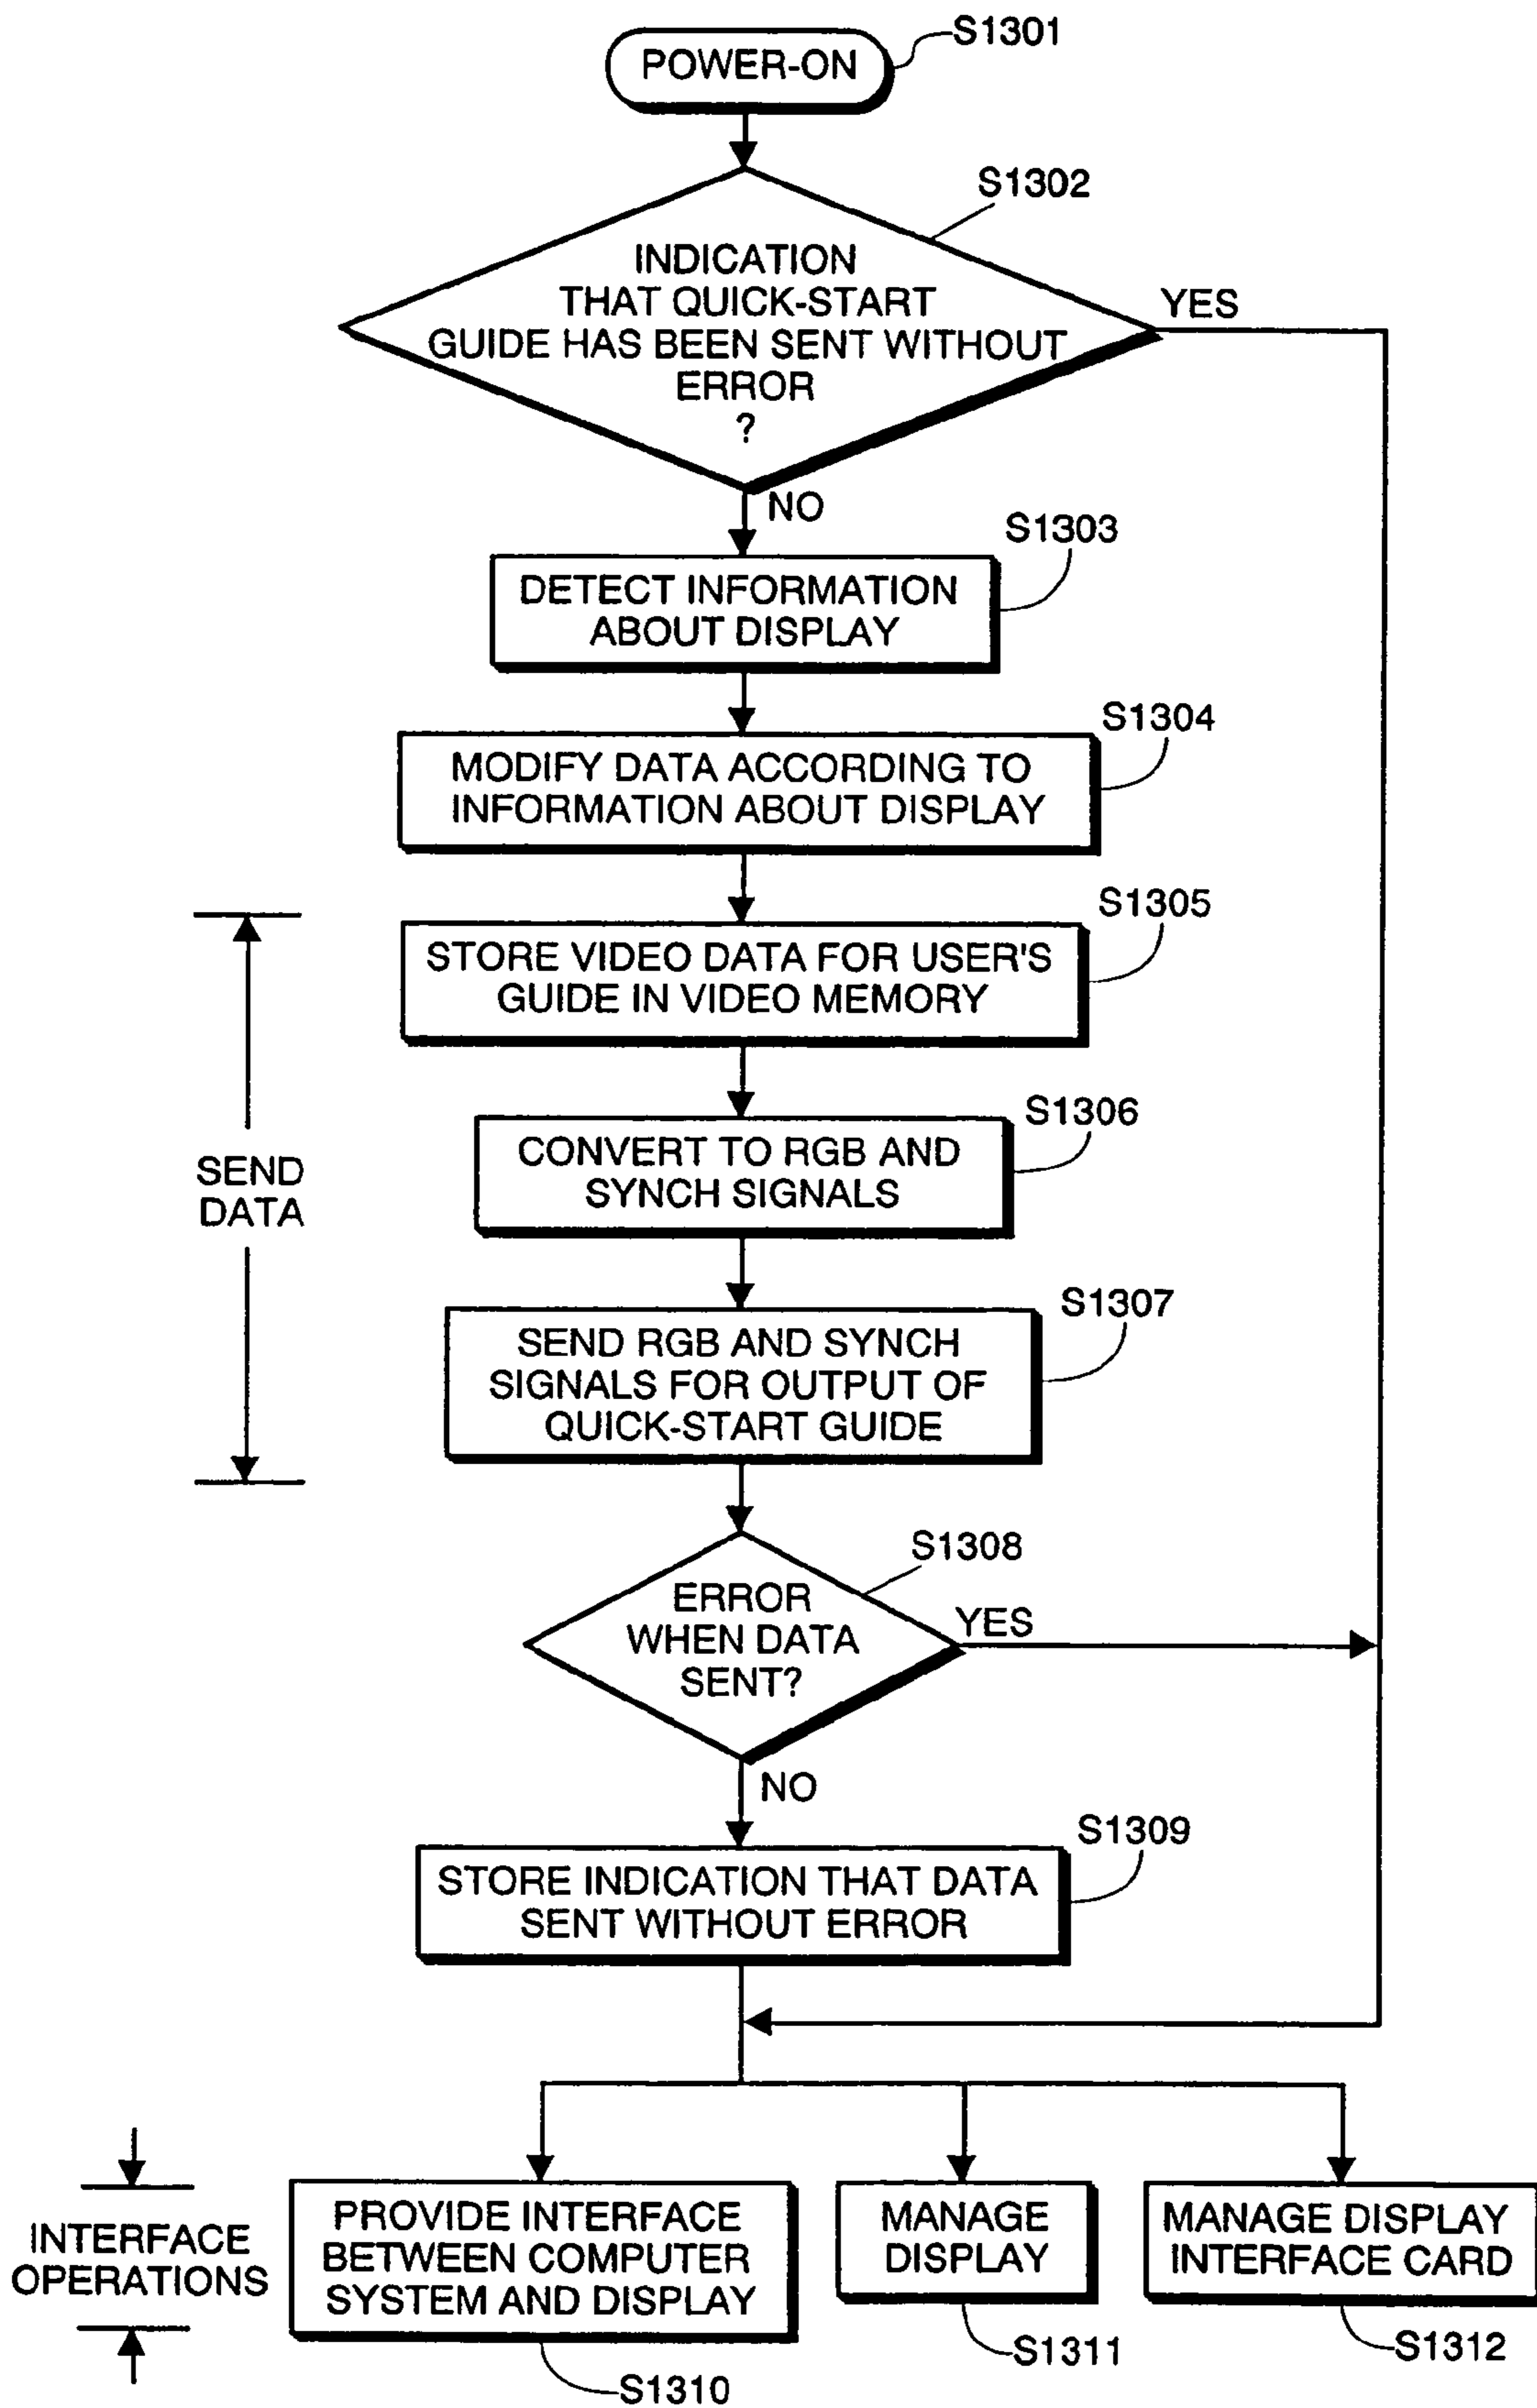 POWER-ON
S1301
S1302
INDICATION
THAT QUICK-START
GUIDE HAS BEEN SENT WITHOUT
ERROR
?
YES
NO
S1303
DETECT INFORMATION
ABOUT DISPLAY
S1304
MODIFY DATA ACCORDING TO
INFORMATION ABOUT DISPLAY
S1305
STORE VIDEO DATA FOR USER'S
GUIDE IN VIDEO MEMORY
SEND
DATA
S1306
CONVERT TO RGB AND
SYNCH SIGNALS
S1307
SEND RGB AND SYNCH
SIGNALS FOR OUTPUT OF
QUICK-START GUIDE
S1308
ERROR
WHEN DATA
SENT?
YES
NO
S1309
STORE INDICATION THAT DATA
SENT WITHOUT ERROR
INTERFACE
OPERATIONS
PROVIDE INTERFACE
BETWEEN COMPUTER
SYSTEM AND DISPLAY
S1310
MANAGE
DISPLAY
S1311
MANAGE DISPLAY
INTERFACE CARD
S1312